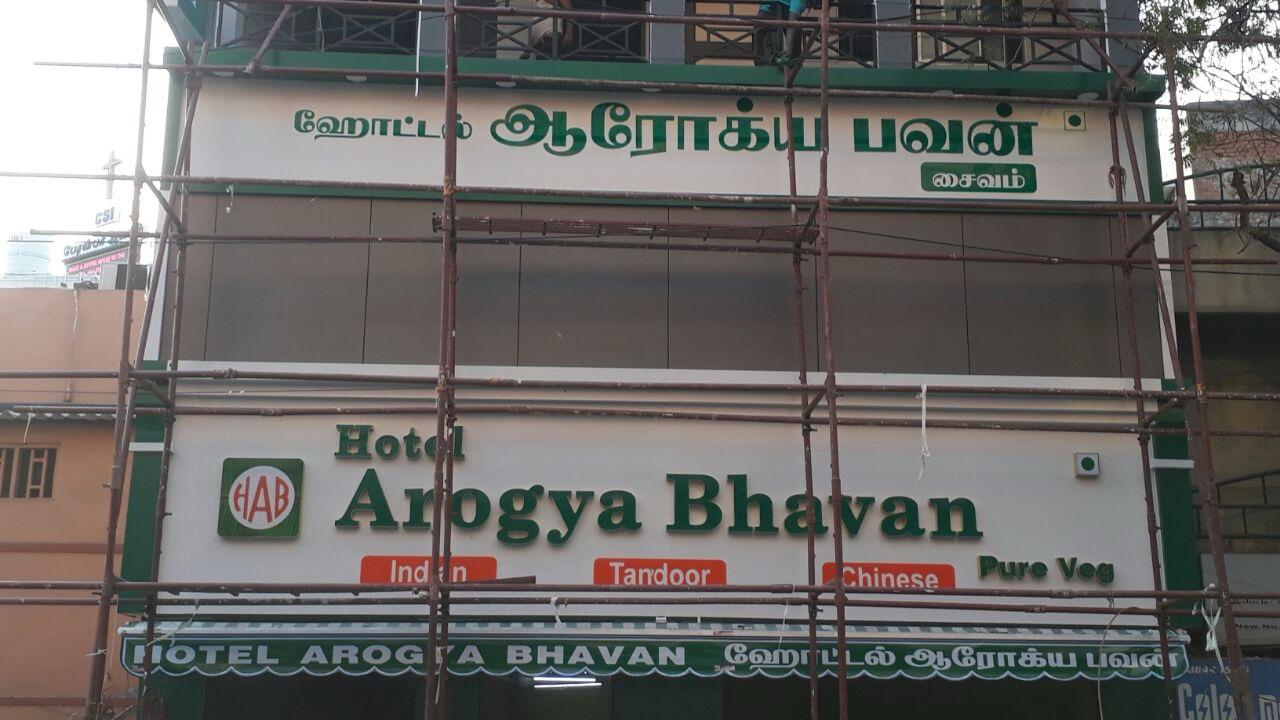 ஹோட்டல் ஆரோக்ய பவன்
சைவம்
CSI
Hotel
HAB
Arogya Bhavan
Indian Tandoor Chinese
Pure Veg
HOTEL AROGYA BHAVAN ஹோட்டல் ஆரோக்ய பவன்